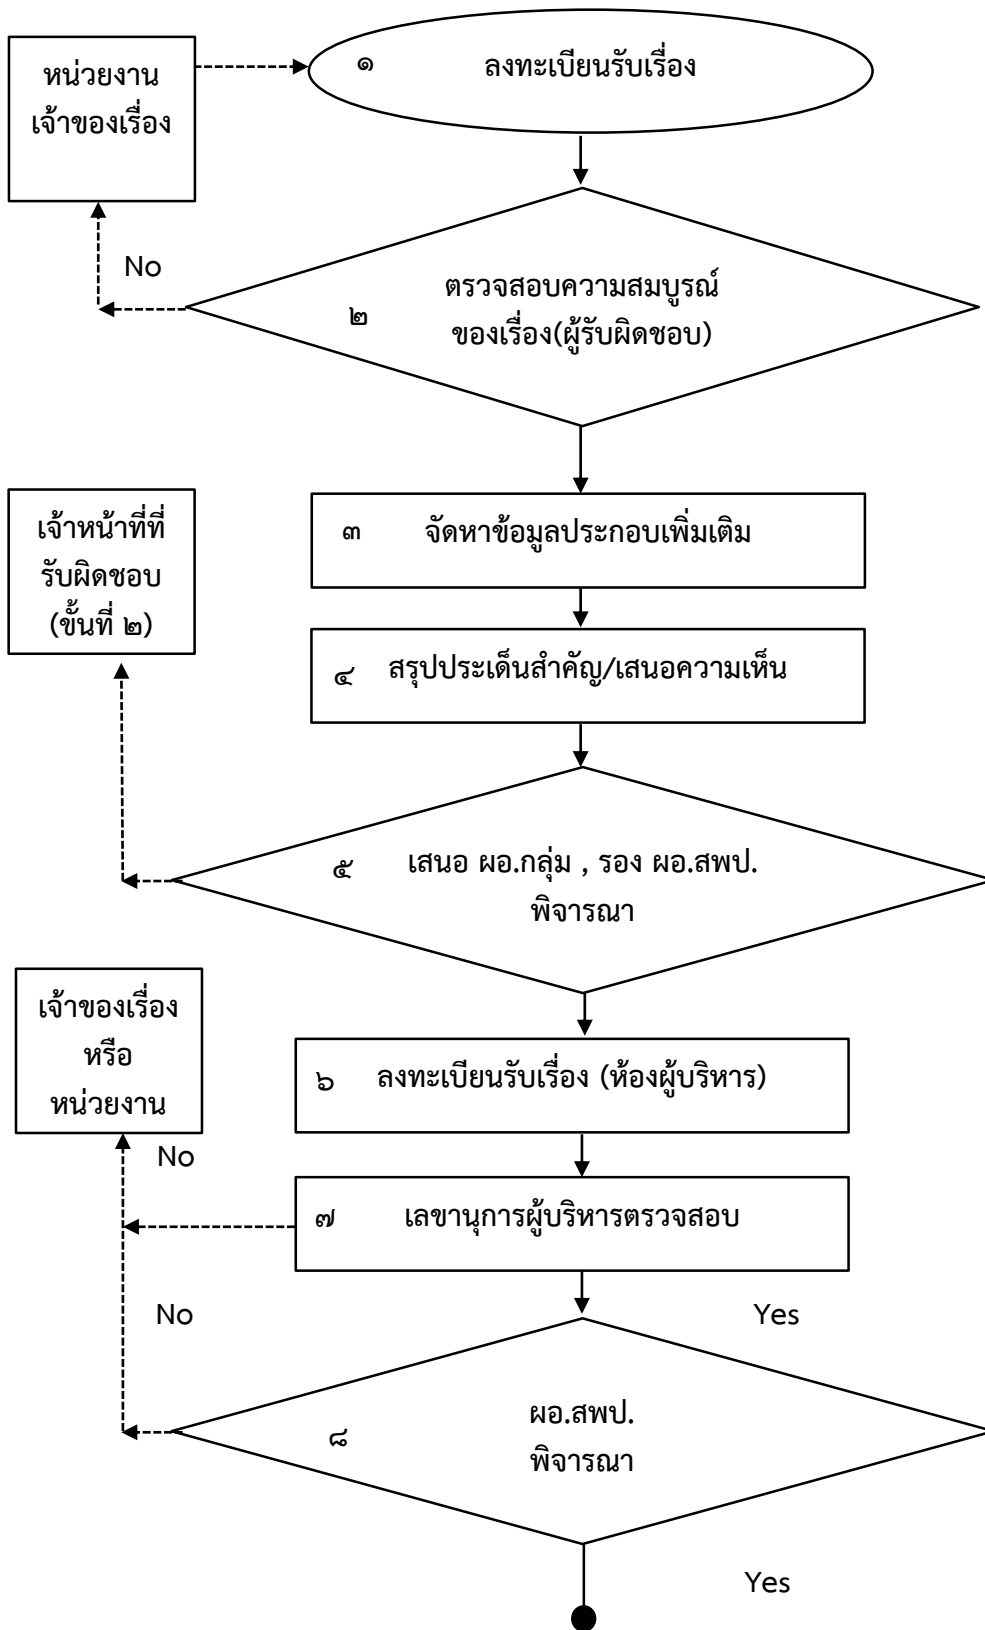 หน่วยงาน
เจ้าของเรื่อง
๑ ลงทะเบียนรับเรื่อง
No
๒ ตรวจสอบความสมบูรณ์
ของเรื่อง(ผู้รับผิดชอบ)
เจ้าหน้าที่ที่
รับผิดชอบ
(ขั้นที่ ๒)
๓ จัดหาข้อมูลประกอบเพิ่มเติม
๔ สรุปประเด็นสำคัญ/เสนอความเห็น
๕ เสนอ ผอ.กลุ่ม , รอง ผอ.สพป.
พิจารณา
เจ้าของเรื่อง
หรือ
หน่วยงาน
๖ ลงทะเบียนรับเรื่อง (ห้องผู้บริหาร)
No
๗ เลขานุการผู้บริหารตรวจสอบ
No
Yes
๘ ผอ.สพป.
พิจารณา
Yes